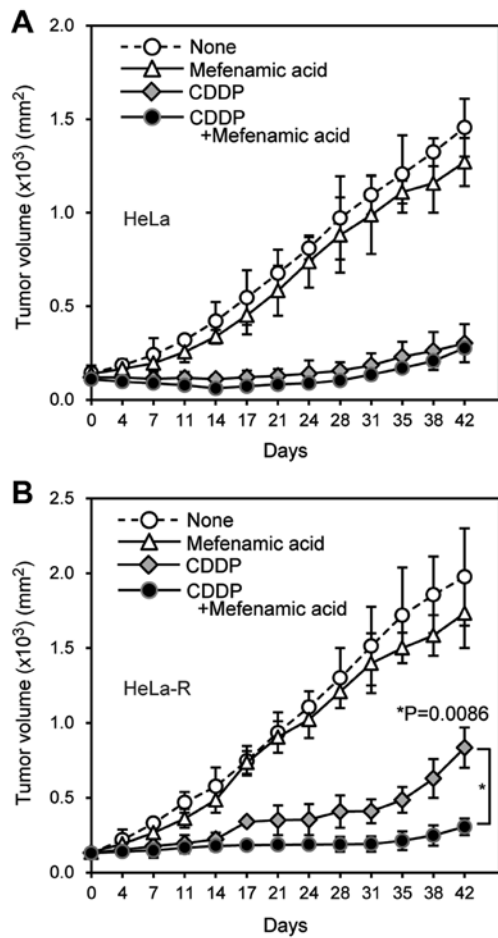 A
2.0
1.5
1.0
0.5
0.0
Tumor volume (x10³) (mm²)
None
Mefenamic acid
CDDP
CDDP
+Mefenamic acid
HeLa
0 4 7 11 14 17 21 24 28 31 35 38 42
Days
B
2.5
2.0
1.5
1.0
0.5
0.0
Tumor volume (x10³) (mm²)
None
Mefenamic acid
CDDP
CDDP
+Mefenamic acid
HeLa-R
*P=0.0086
*
0 4 7 11 14 17 21 24 28 31 35 38 42
Days